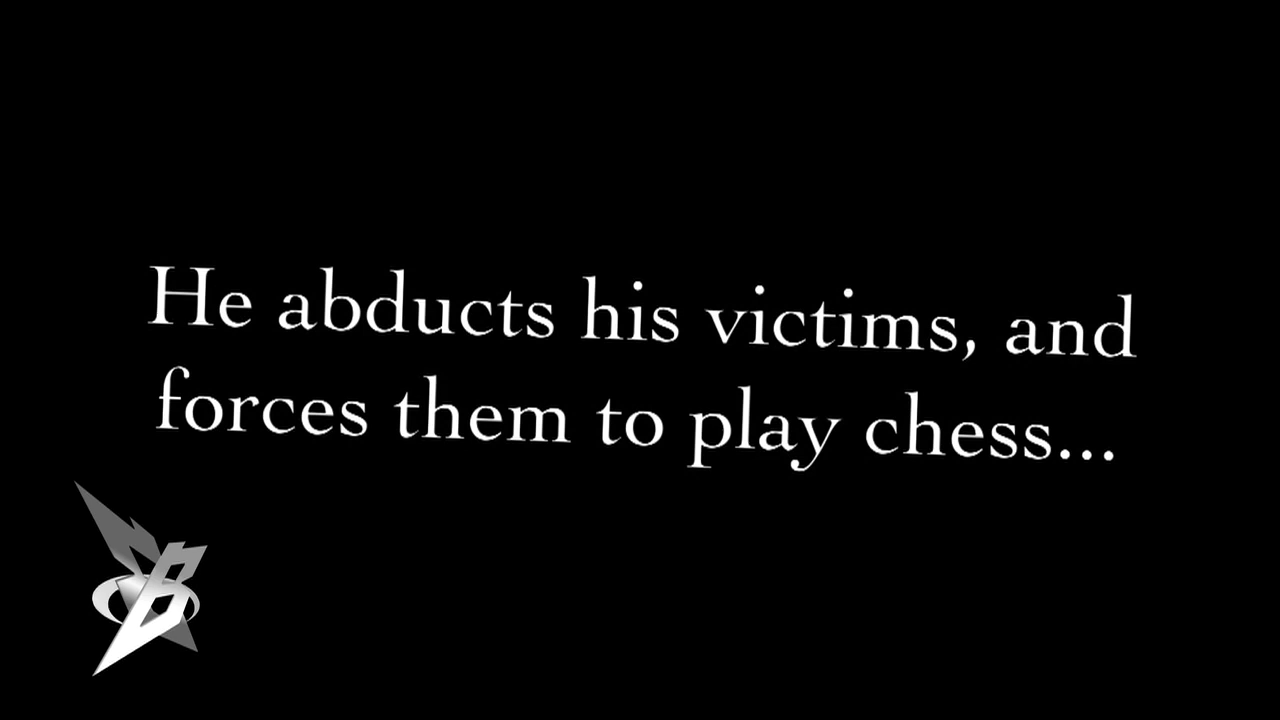 He abducts his victims, and
forces them to play chess...